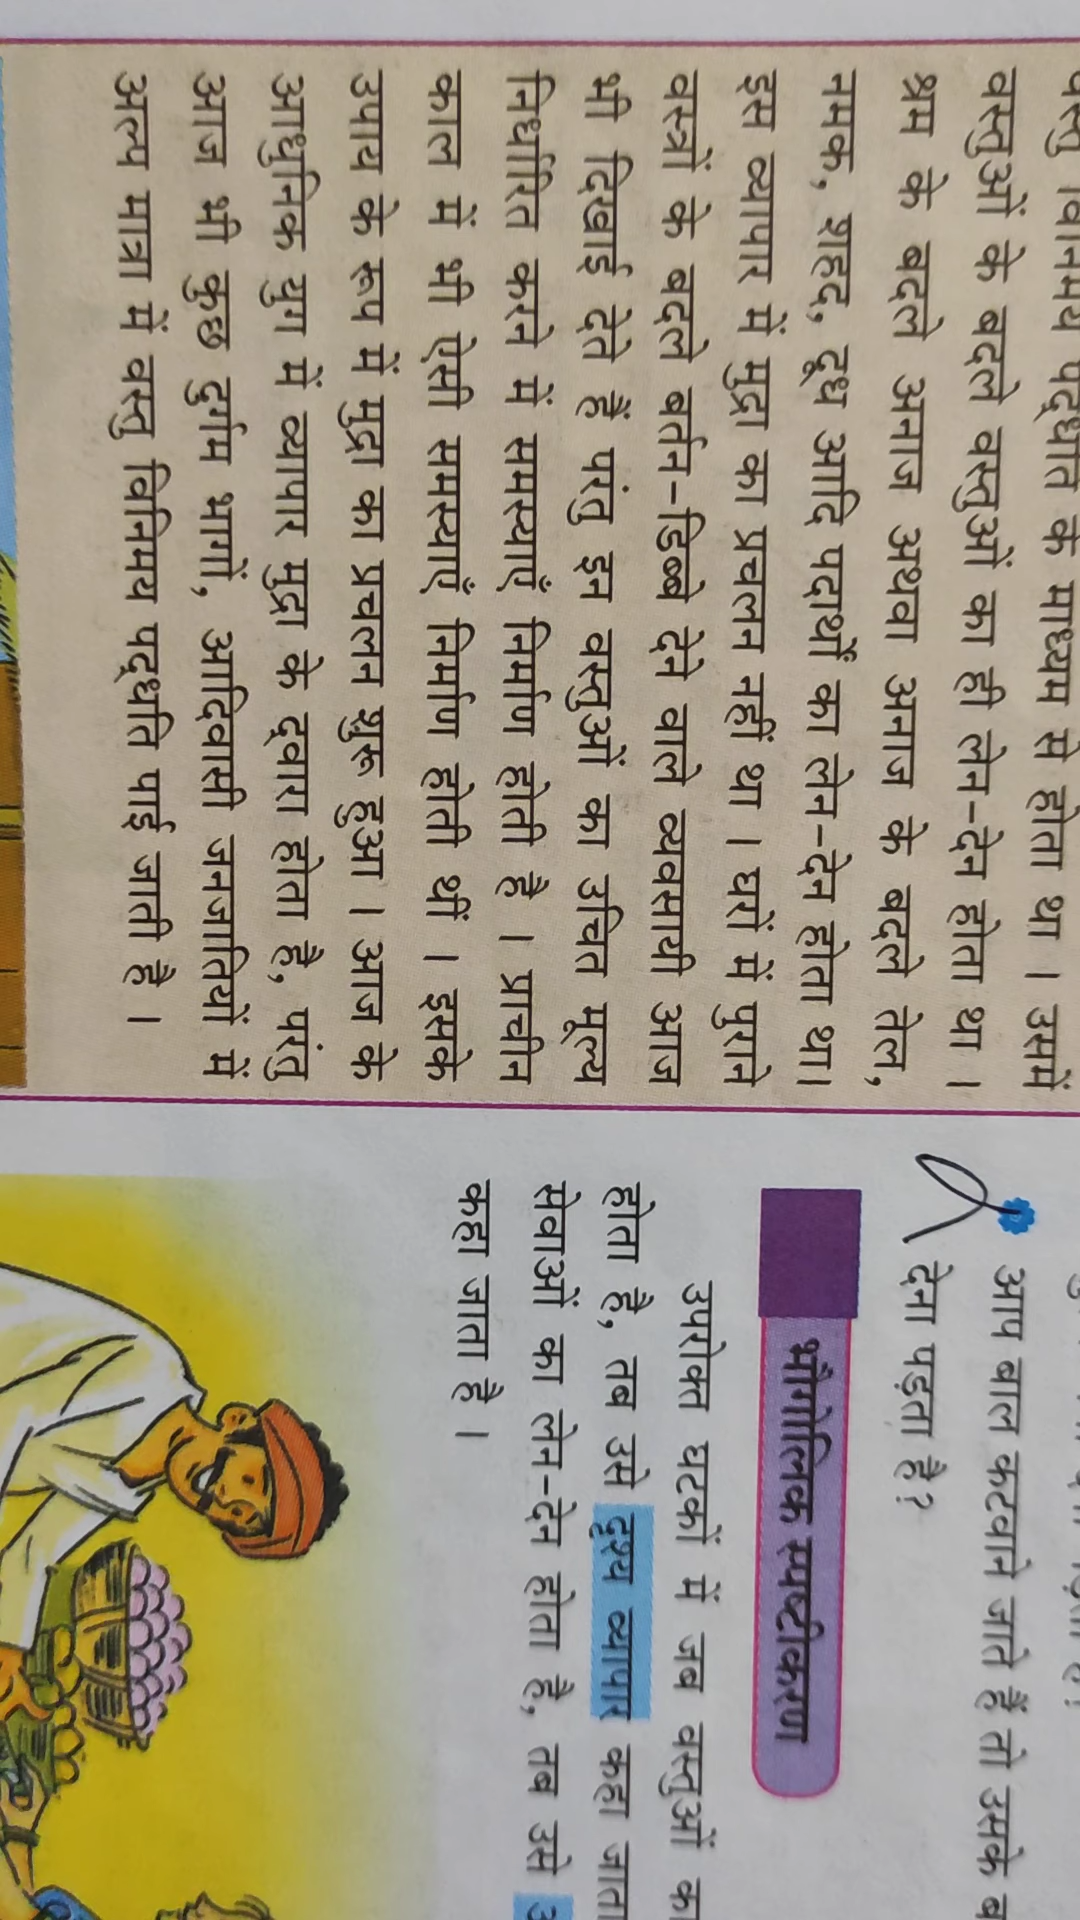 वस्तु विनिमय पद्धति के माध्यम से होता था । उसमें
वस्तुओं के बदले वस्तुओं का ही लेन-देन होता था ।
श्रम के बदले अनाज अथवा अनाज के बदले तेल,
नमक, शहद, दूध आदि पदार्थों का लेन-देन होता था।
इस व्यापार में मुद्रा का प्रचलन नहीं था । घरों में पुराने
वस्त्रों के बदले बर्तन-डिब्बे देने वाले व्यवसायी आज
भी दिखाई देते हैं परंतु इन वस्तुओं का उचित मूल्य
निर्धारित करने में समस्याएँ निर्माण होती है । प्राचीन
काल में भी ऐसी समस्याएँ निर्माण होती थीं । इसके
उपाय के रूप में मुद्रा का प्रचलन शुरू हुआ । आज के
आधुनिक युग में व्यापार मुद्रा के द्वारा होता है, परंतु
आज भी कुछ दुर्गम भागों, आदिवासी जनजातियों में
अल्प मात्रा में वस्तु विनिमय पद्धति पाई जाती है ।
आप बाल कटवाने जाते हैं तो उसके
देना पड़ता है?
भौगोलिक स्पष्टीकरण
उपरोक्त घटकों में जब वस्तुओं का
होता है, तब उसे दृश्य व्यापार कहा जाता
सेवाओं का लेन-देन होता है, तब उसे
कहा जाता है ।